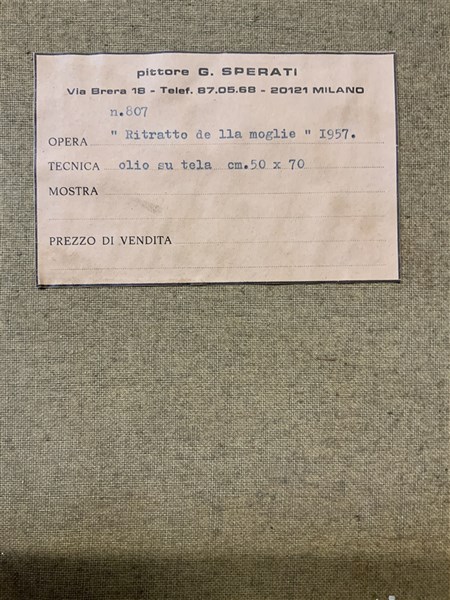 pittore G. SPERATI
Via Brera 18 - Telef. 87.05.68 - 20121 MILANO
n.807
OPERA " Ritratto de lla moglie " I957.
TECNICA olio su tela cm.50 x 70
MOSTRA
PREZZO DI VENDITA